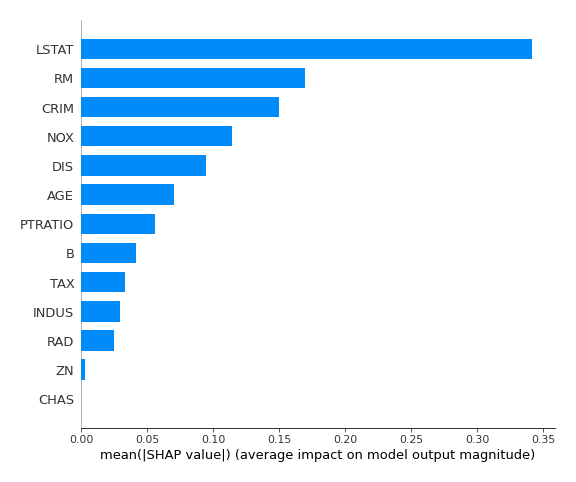 LSTAT
RM
CRIM
NOX
DIS
AGE
PTRATIO
B
TAX
INDUS
RAD
ZN
CHAS
0.00 0.05 0.10 0.15 0.20 0.25 0.30 0.35
mean(|SHAP value|) (average impact on model output magnitude)